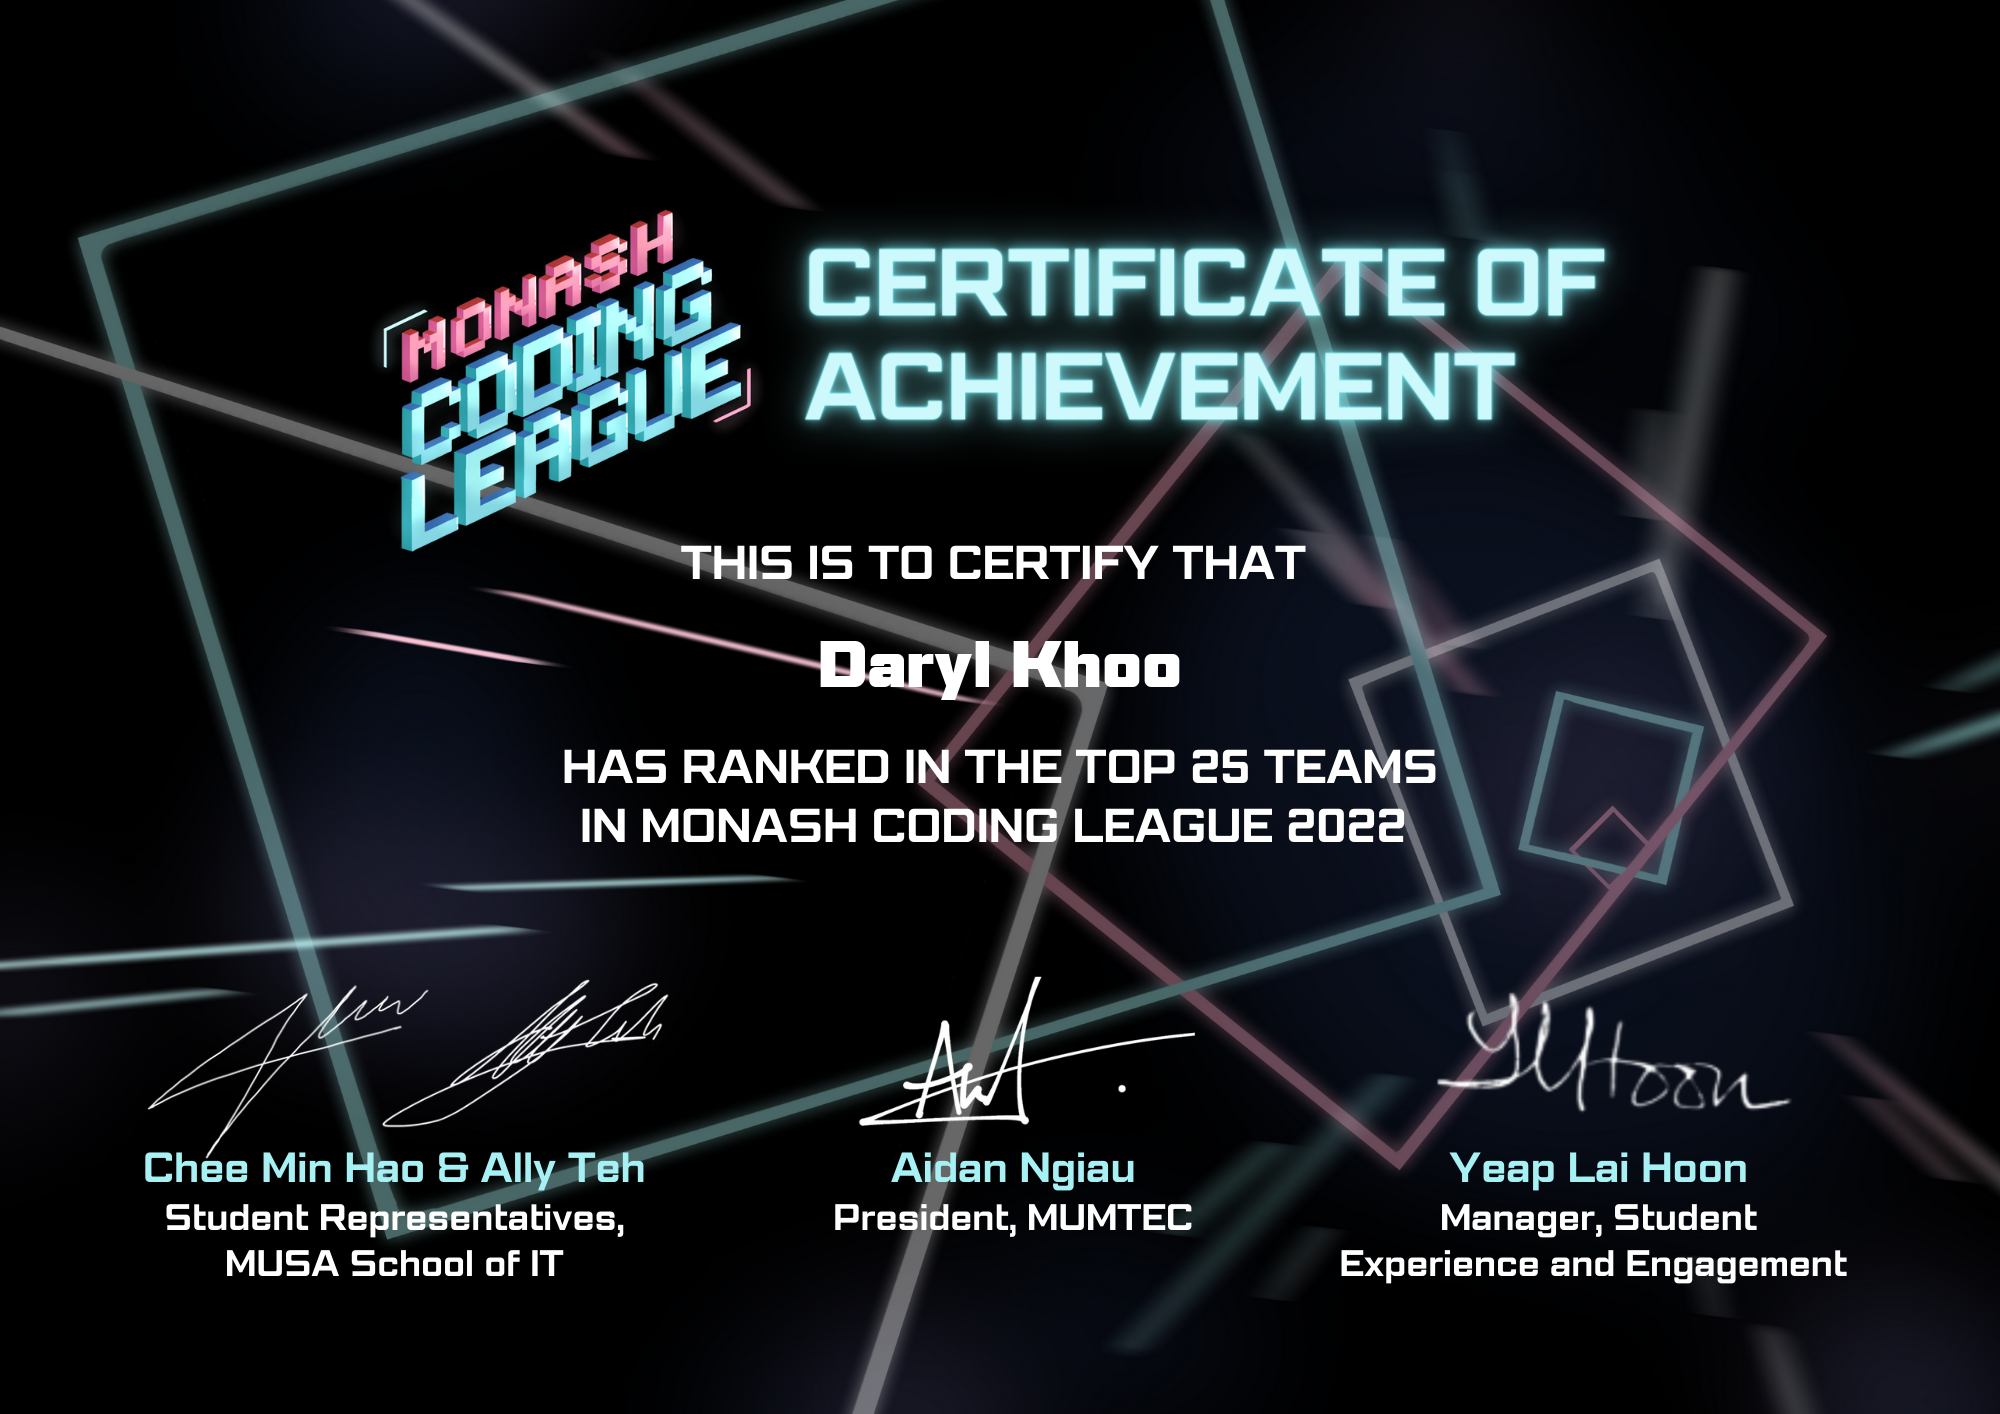 MONASH
CODING
LEAGUE
CERTIFICATE OF
ACHIEVEMENT
THIS IS TO CERTIFY THAT
Daryl Khoo
HAS RANKED IN THE TOP 25 TEAMS
IN MONASH CODING LEAGUE 2022
Chee Min Hao & Ally Teh
Student Representatives,
MUSA School of IT
Aidan Ngiau
President, MUMTEC
Yeap Lai Hoon
Manager, Student
Experience and Engagement